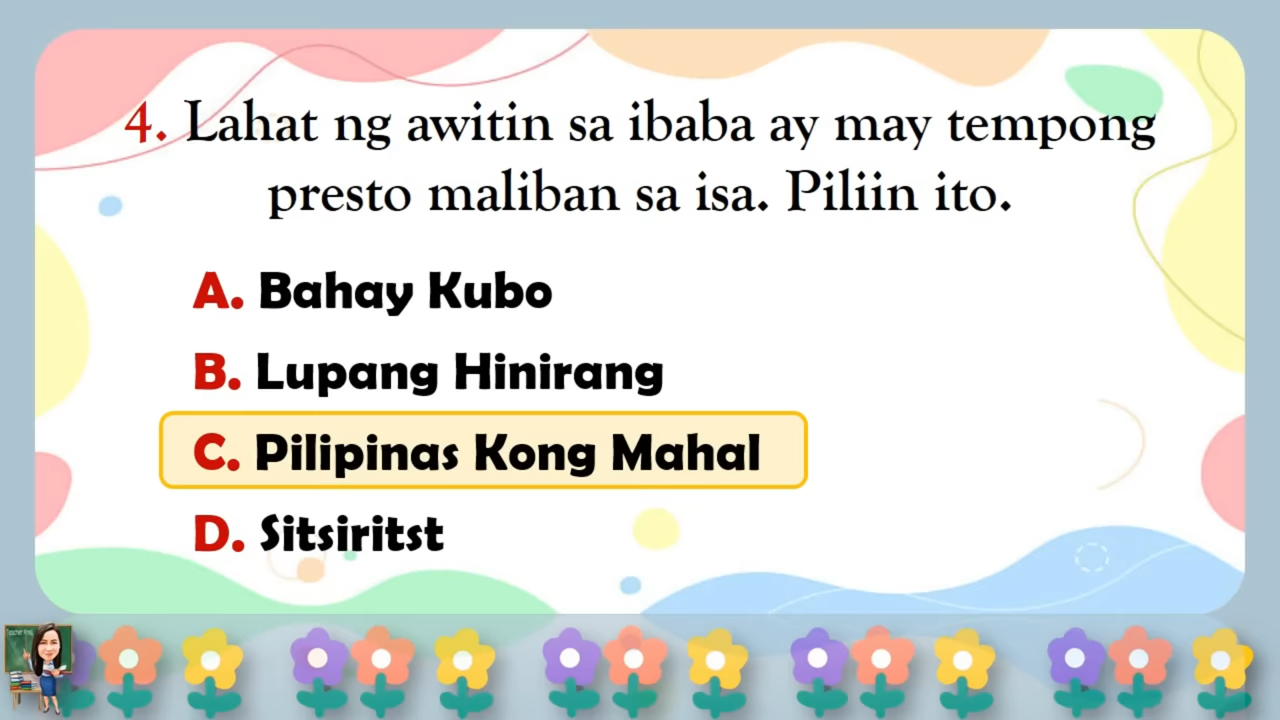 4. Lahat ng awitin sa ibaba ay may tempong
presto maliban sa isa. Piliin ito.
A. Bahay Kubo
B. Lupang Hinirang
C. Pilipinas Kong Mahal
D. Sitsiritst